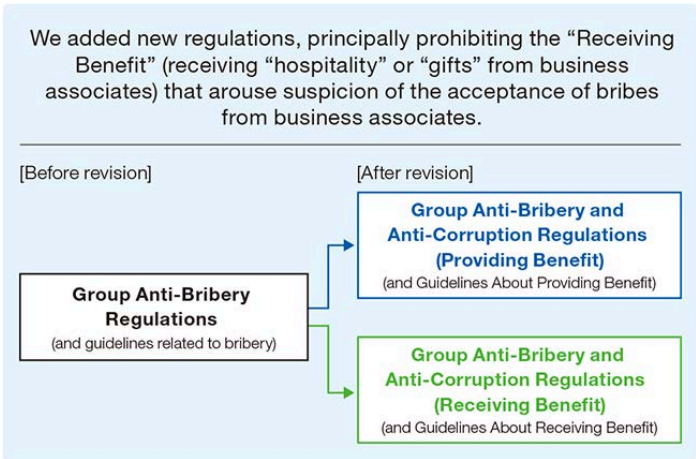 We added new regulations, principally prohibiting the “Receiving
Benefit” (receiving “hospitality” or “gifts” from business
associates) that arouse suspicion of the acceptance of bribes
from business associates.
[Before revision]
[After revision]
Group Anti-Bribery
Regulations
(and guidelines related to bribery)
Group Anti-Bribery and
Anti-Corruption Regulations
(Providing Benefit)
(and Guidelines About Providing Benefit)
Group Anti-Bribery and
Anti-Corruption Regulations
(Receiving Benefit)
(and Guidelines About Receiving Benefit)